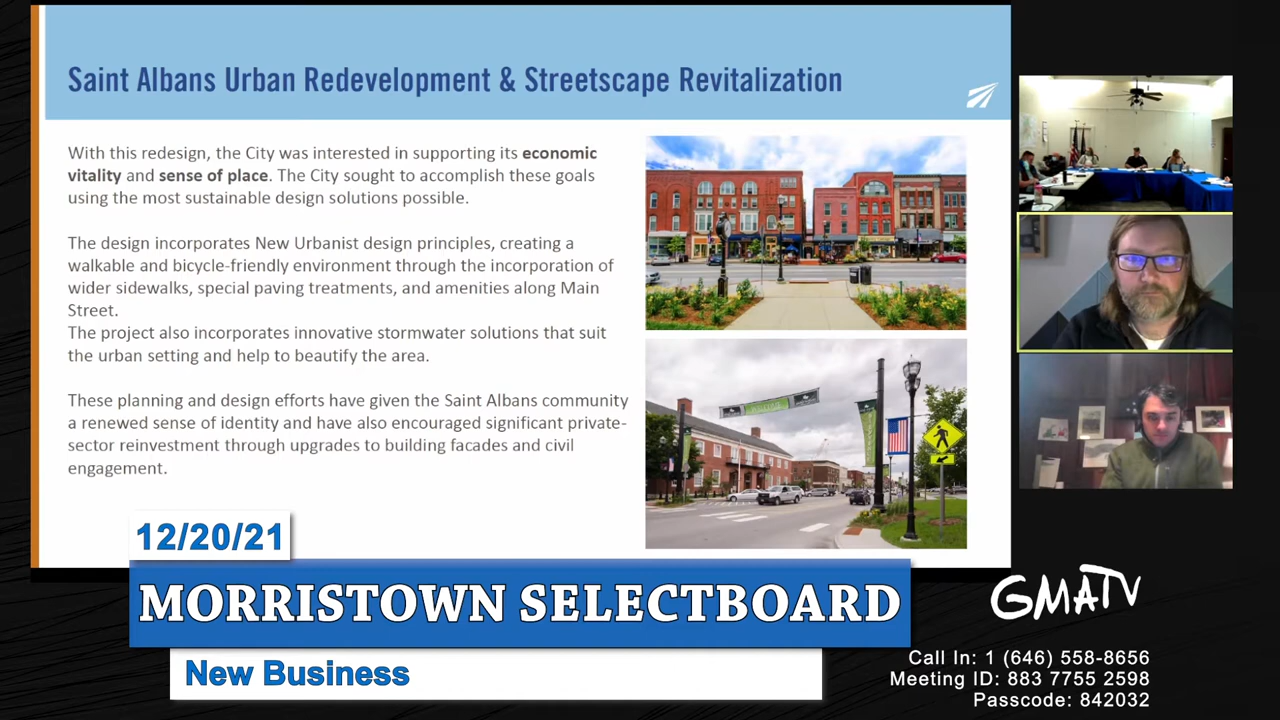 Saint Albans Urban Redevelopment & Streetscape Revitalization
With this redesign, the City was interested in supporting its economic
vitality and sense of place. The City sought to accomplish these goals
using the most sustainable design solutions possible.
The design incorporates New Urbanist design principles, creating a
walkable and bicycle-friendly environment through the incorporation of
wider sidewalks, special paving treatments, and amenities along Main
Street.
The project also incorporates innovative stormwater solutions that suit
the urban setting and help to beautify the area.
These planning and design efforts have given the Saint Albans community
a renewed sense of identity and have also encouraged significant private-
sector reinvestment through upgrades to building facades and civil
engagement.
12/20/21
MORRISTOWN SELECTBOARD
New Business
GMATV
Call In: 1 (646) 558-8656
Meeting ID: 883 7755 2598
Passcode: 842032